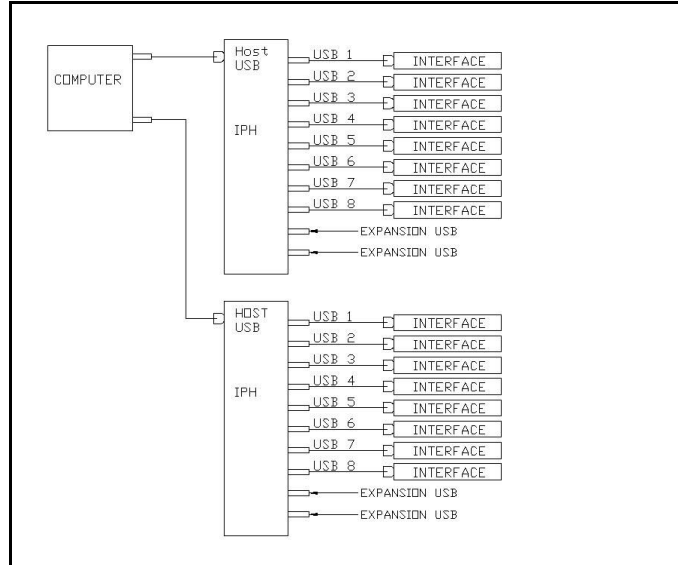 COMPUTER
Host
USB
IPH
USB 1 INTERFACE
USB 2 INTERFACE
USB 3 INTERFACE
USB 4 INTERFACE
USB 5 INTERFACE
USB 6 INTERFACE
USB 7 INTERFACE
USB 8 INTERFACE
EXPANSION USB
EXPANSION USB
HOST
USB
IPH
USB 1 INTERFACE
USB 2 INTERFACE
USB 3 INTERFACE
USB 4 INTERFACE
USB 5 INTERFACE
USB 6 INTERFACE
USB 7 INTERFACE
USB 8 INTERFACE
EXPANSION USB
EXPANSION USB